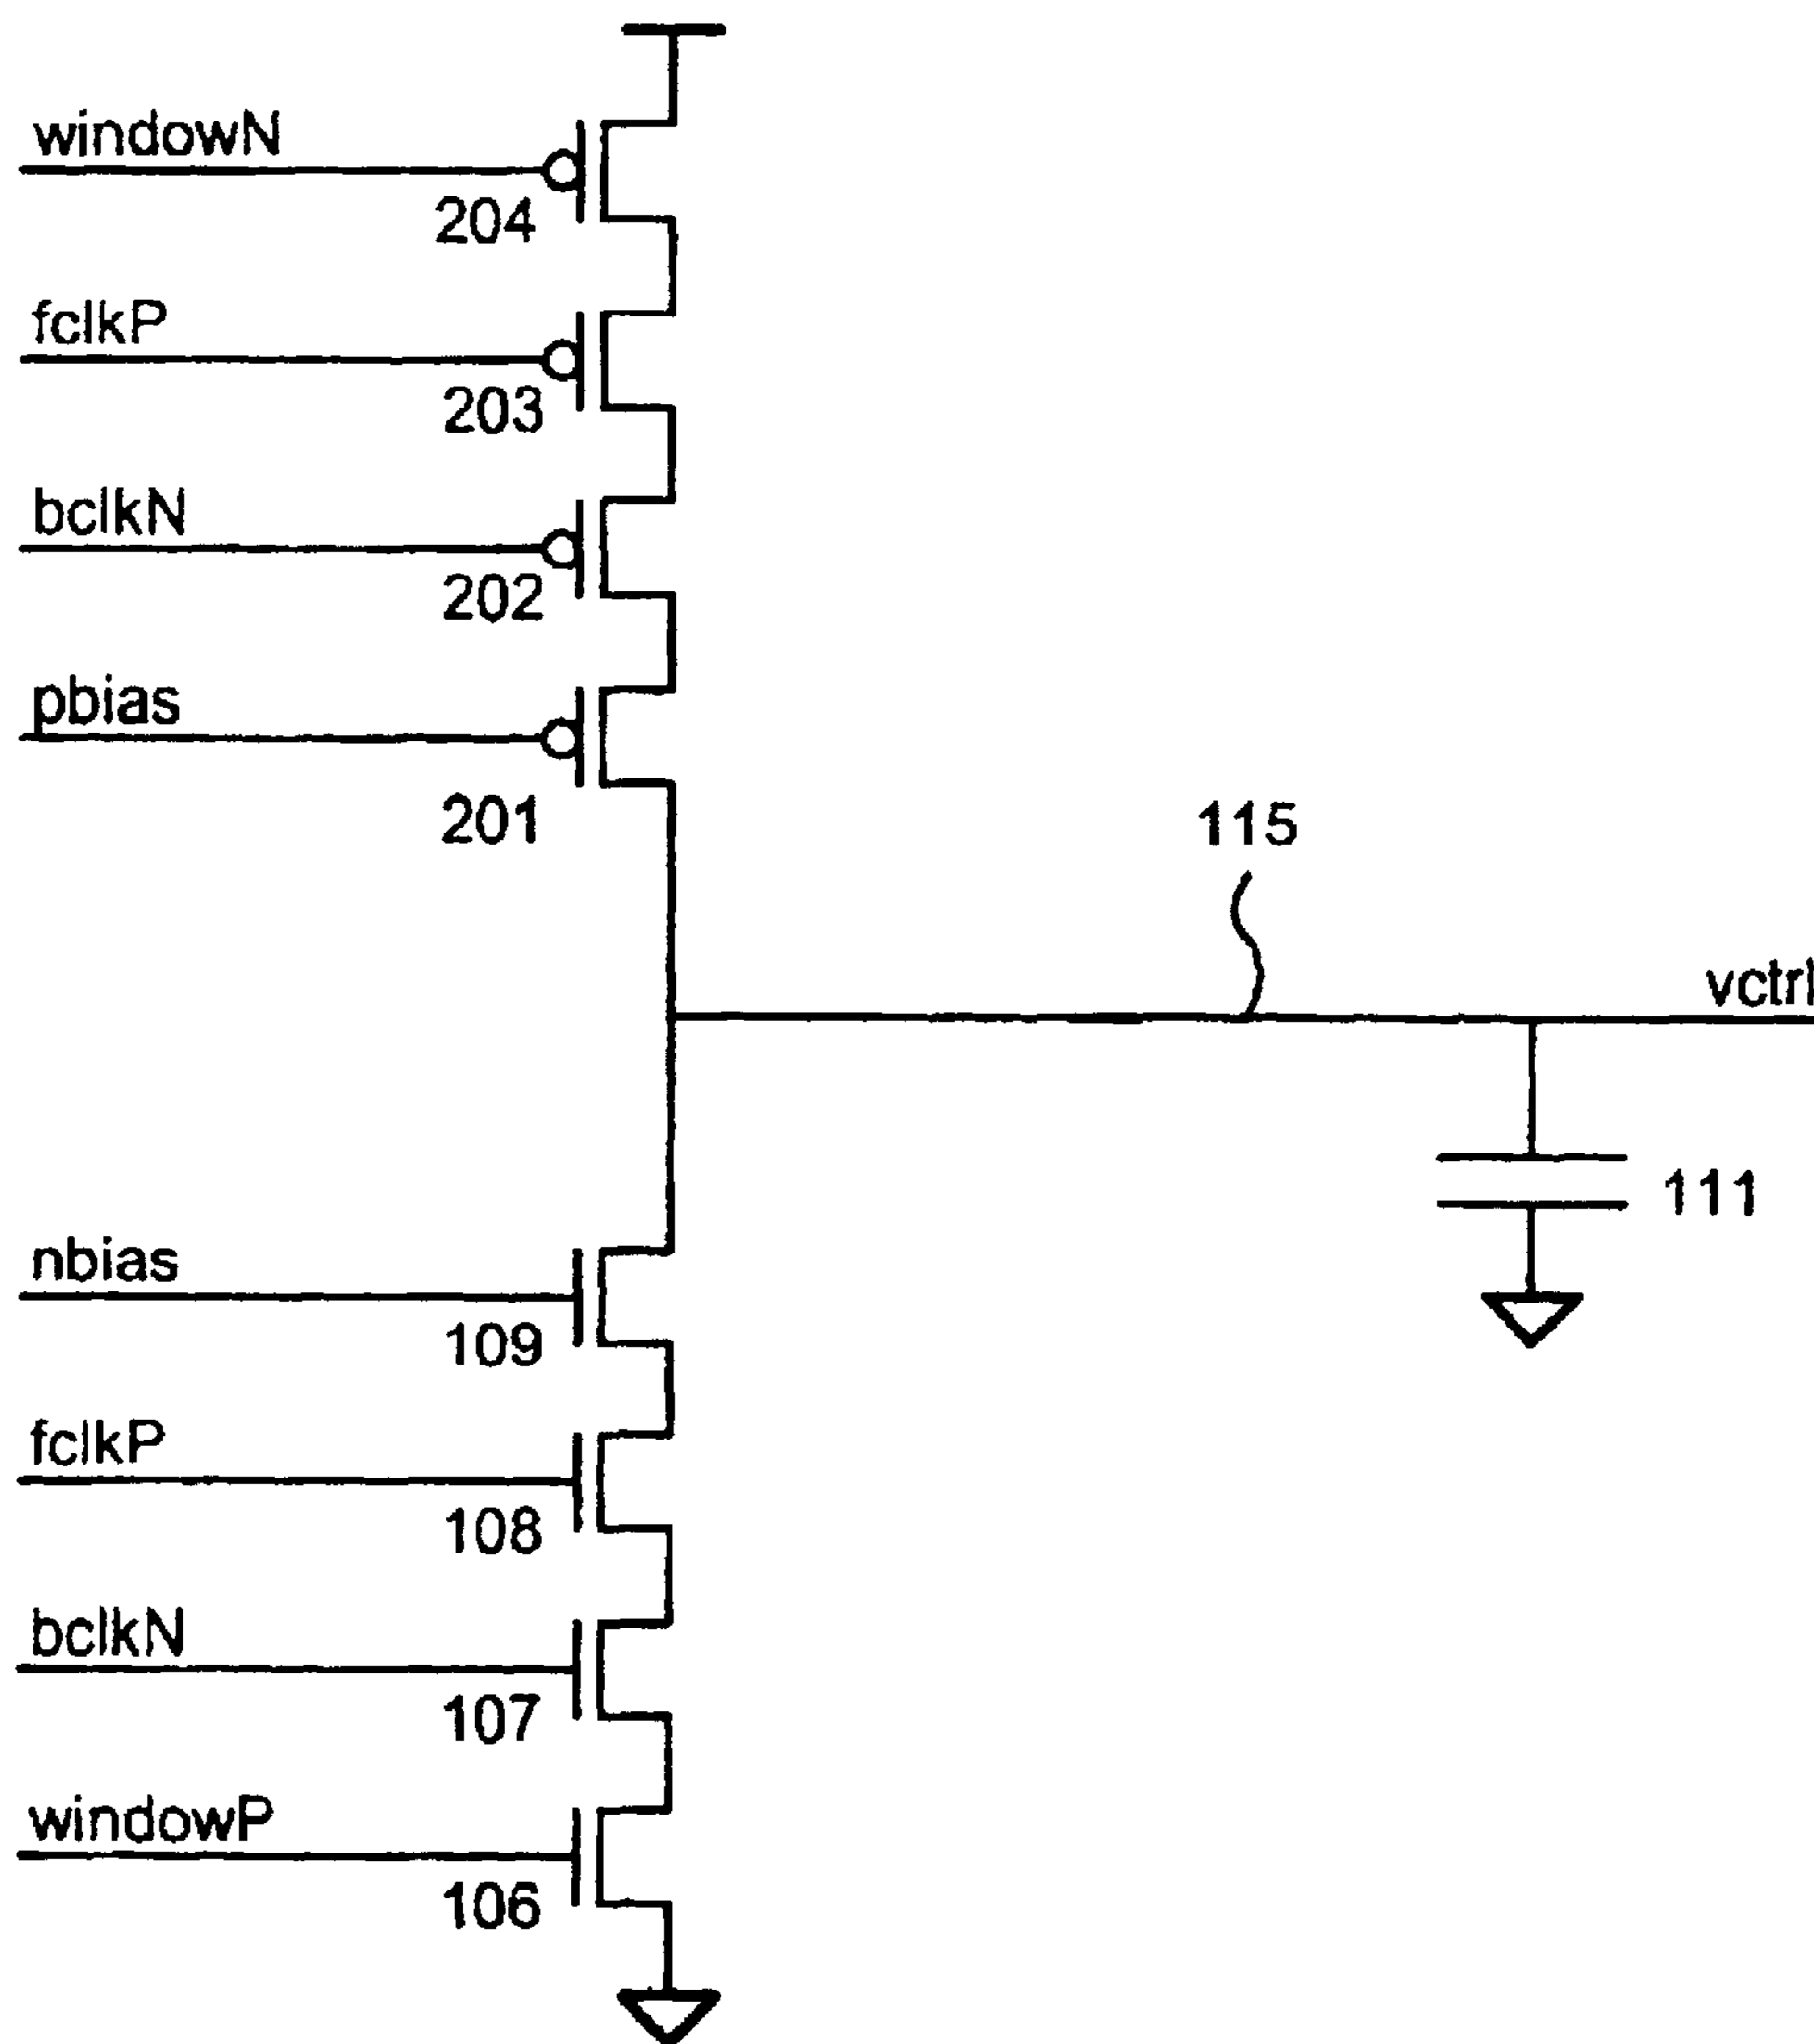 windowN
204
fclkP
203
bclkN
202
pbias
201
115
vctrl
111
nbias
109
fclkP
108
bclkN
107
windowP
106